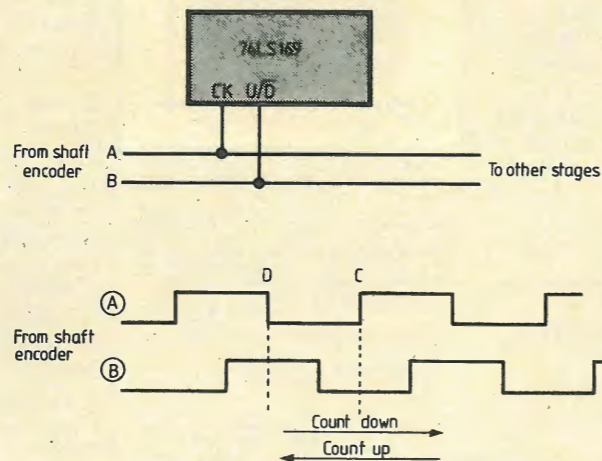 74LS169
CK U/D̅
From shaft
encoder
A
B
To other stages
D
C
From shaft
encoder
A
B
Count down
Count up